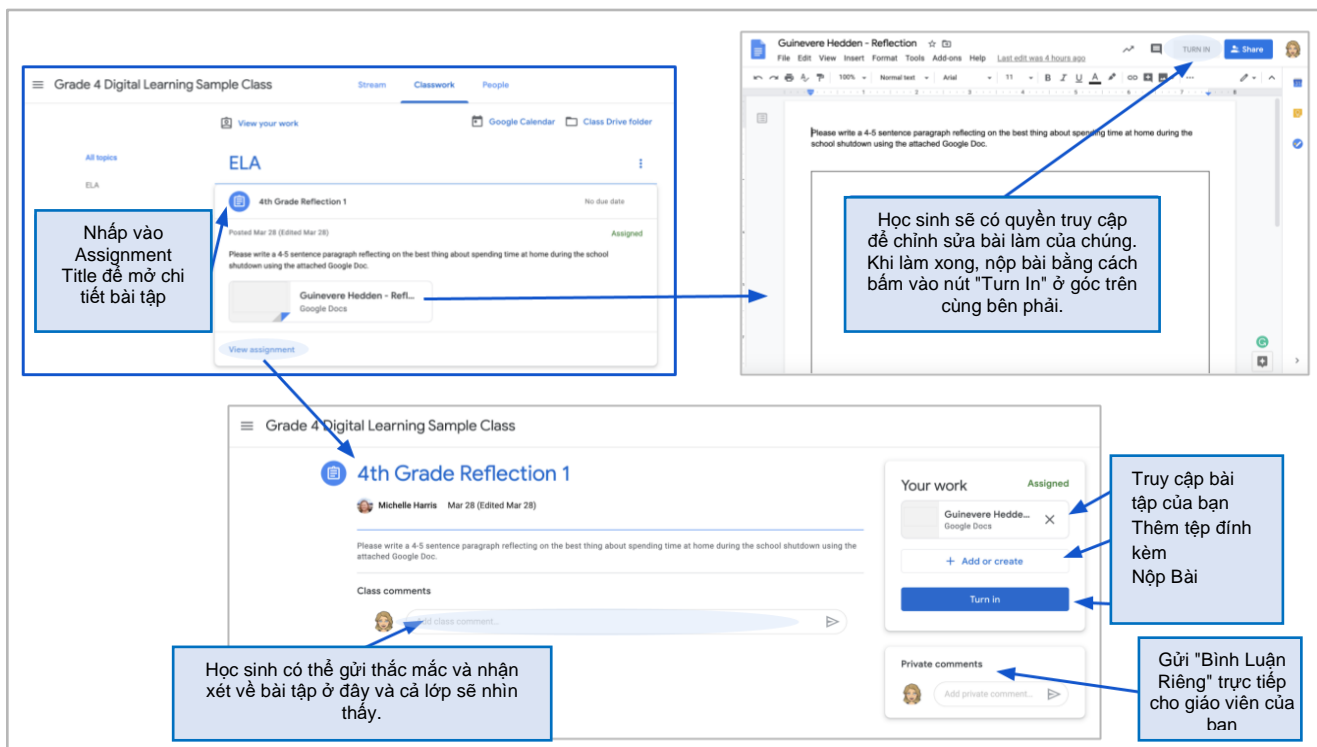 Grade 4 Digital Learning Sample Class
Stream Classwork People
View your work
Google Calendar Class Drive folder
All topics
ELA
ELA
4th Grade Reflection 1
No due date
Posted Mar 28 (Edited Mar 28)
Assigned
Please write a 4-5 sentence paragraph reflecting on the best thing about spending time at home during the school
shutdown using the attached Google Doc.
Guinevere Hedden - Refl...
Google Docs
View assignment
Nhấp vào
Assignment
Title để mở chi
tiết bài tập
Guinevere Hedden - Reflection
File Edit View Insert Format Tools Add-ons Help Last edit was 4 hours ago
TURN IN
Share
100% Normal text Arial 11 B I U A
1 2 3 4 5 6 7 8
Please write a 4-5 sentence paragraph reflecting on the best thing about spending time at home during the
school shutdown using the attached Google Doc.
Học sinh sẽ có quyền truy cập
để chỉnh sửa bài làm của chúng.
Khi làm xong, nộp bài bằng cách
bấm vào nút "Turn In" ở góc trên
cùng bên phải.
Grade 4 Digital Learning Sample Class
4th Grade Reflection 1
Michelle Harris Mar 28 (Edited Mar 28)
Please write a 4-5 sentence paragraph reflecting on the best thing about spending time at home during the school shutdown using the
attached Google Doc.
Class comments
Add class comment...
Học sinh có thể gửi thắc mắc và nhận
xét về bài tập ở đây và cả lớp sẽ nhìn
thấy.
Your work
Assigned
Guinevere Hedde...
Google Docs
+ Add or create
Turn in
Private comments
Add private comment...
Truy cập bài
tập của bạn
Thêm tệp đính
kèm
Nộp Bài
Gửi "Bình Luận
Riêng" trực tiếp
cho giáo viên của
bạn